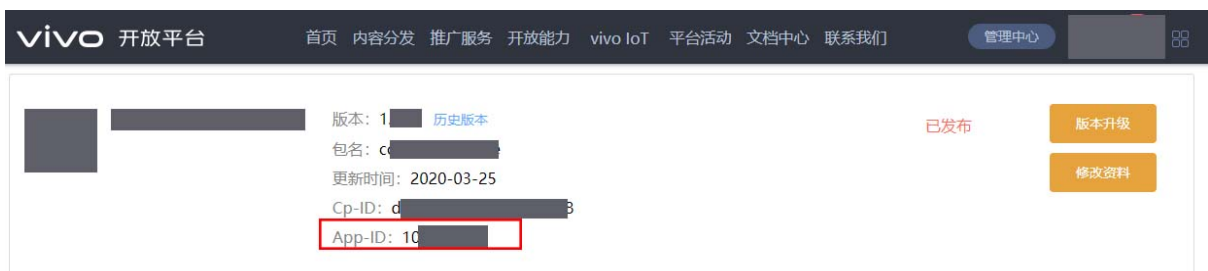 vivo 开放平台 首页 内容分发 推广服务 开放能力 vivo IoT 平台活动 文档中心 联系我们 管理中心
版本：1. 历史版本 已发布 版本升级
包名：co
更新时间：2020-03-25 修改资料
Cp-ID：d 3
App-ID：10